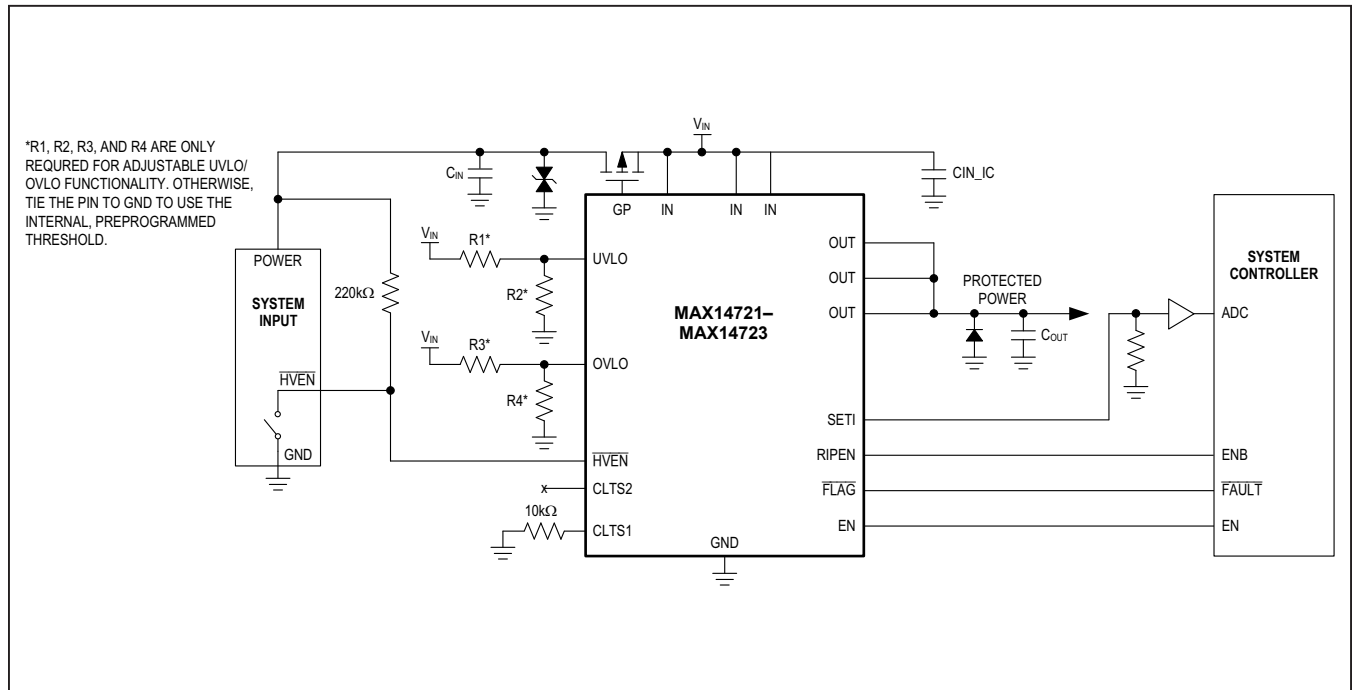 *R1, R2, R3, AND R4 ARE ONLY
REQURED FOR ADJUSTABLE UVLO/
OVLO FUNCTIONALITY. OTHERWISE,
TIE THE PIN TO GND TO USE THE
INTERNAL, PREPROGRAMMED
THRESHOLD.
POWER
SYSTEM
INPUT
HVEN
GND
220kΩ
CIN
VIN
CIN_IC
GP
IN
IN
IN
VIN
R1*
R2*
UVLO
VIN
R3*
R4*
OVLO
HVEN
x
CLTS2
10kΩ
CLTS1
MAX14721–
MAX14723
GND
OUT
OUT
OUT
SETI
RIPEN
FLAG
EN
PROTECTED
POWER
COUT
SYSTEM
CONTROLLER
ADC
ENB
FAULT
EN